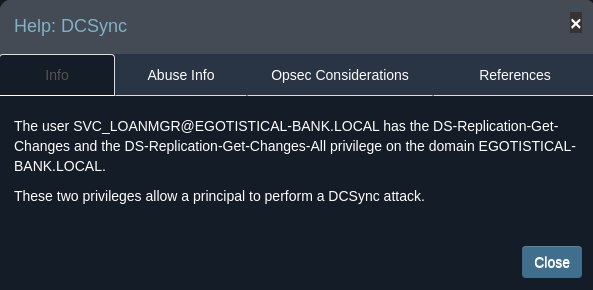 Help: DCSync
×
Info
Abuse Info
Opsec Considerations
References
The user SVC_LOANMGR@EGOTISTICAL-BANK.LOCAL has the DS-Replication-Get-
Changes and the DS-Replication-Get-Changes-All privilege on the domain EGOTISTICAL-
BANK.LOCAL.
These two privileges allow a principal to perform a DCSync attack.
Close